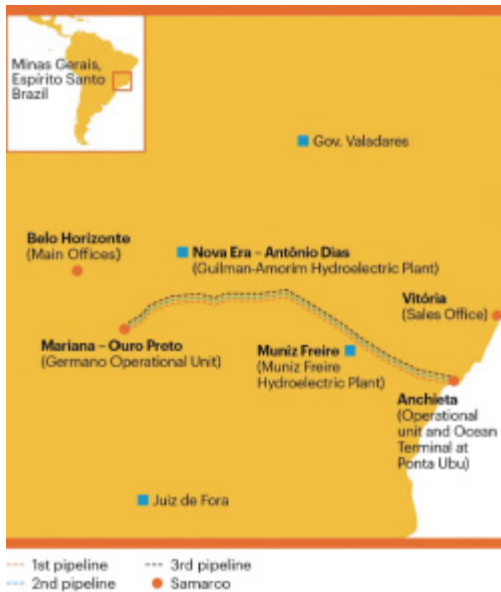 Minas Gerais,
Espírito Santo
Brazil
Gov. Valadares
Belo Horizonte
(Main Offices)
Nova Era – Antônio Dias
(Guilman-Amorim Hydroelectric Plant)
Vitória
(Sales Office)
Mariana – Ouro Preto
(Germano Operational Unit)
Muniz Freire
(Muniz Freire
Hydroelectric Plant)
Anchieta
(Operational
unit and Ocean
Terminal at
Ponta Ubu)
Juiz de Fora
1st pipeline
2nd pipeline
3rd pipeline
Samarco